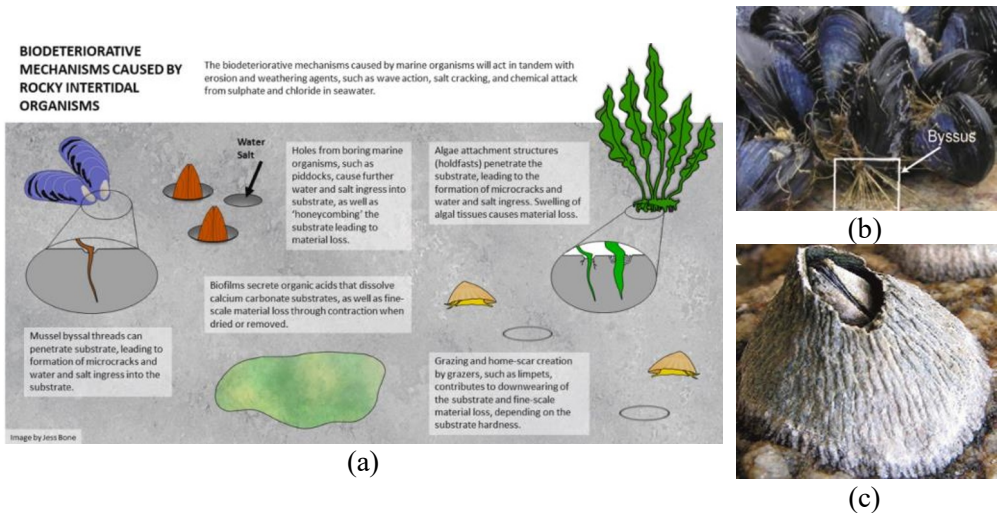 BIODETERIORATIVE
MECHANISMS CAUSED BY
ROCKY INTERTIDAL
ORGANISMS
The biodeteriorative mechanisms caused by marine organisms will act in tandem with
erosion and weathering agents, such as wave action, salt cracking, and chemical attack
from sulphate and chloride in seawater.
Water
Salt
Holes from boring marine
organisms, such as
piddocks, cause further
water and salt ingress into
substrate, as well as
'honeycombing' the
substrate leading to
material loss.
Algae attachment structures
(holdfasts) penetrate the
substrate, leading to the
formation of microcracks and
water and salt ingress. Swelling of
algal tissues causes material loss.
Biofilms secrete organic acids that dissolve
calcium carbonate substrates, as well as fine-
scale material loss through contraction when
dried or removed.
Mussel byssal threads can
penetrate substrate, leading to
formation of microcracks and
water and salt ingress into the
substrate.
Grazing and home-scar creation
by grazers, such as limpets,
contributes to downwearing of
the substrate and fine-scale
material loss, depending on the
substrate hardness.
Image by Jess Bone
(a)
Byssus
(b)
(c)